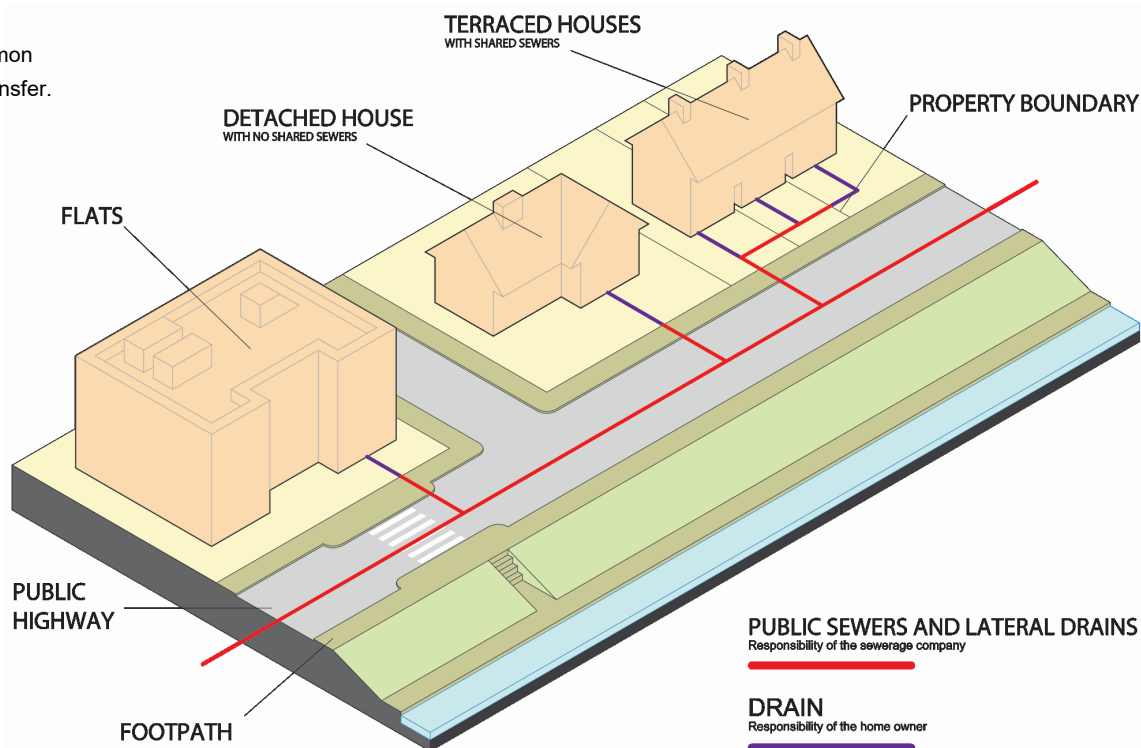 TERRACED HOUSES
WITH SHARED SEWERS
nsfer.
DETACHED HOUSE
WITH NO SHARED SEWERS
PROPERTY BOUNDARY
FLATS
PUBLIC
HIGHWAY
FOOTPATH
PUBLIC SEWERS AND LATERAL DRAINS
Responsibility of the sewerage company
DRAIN
Responsibility of the home owner